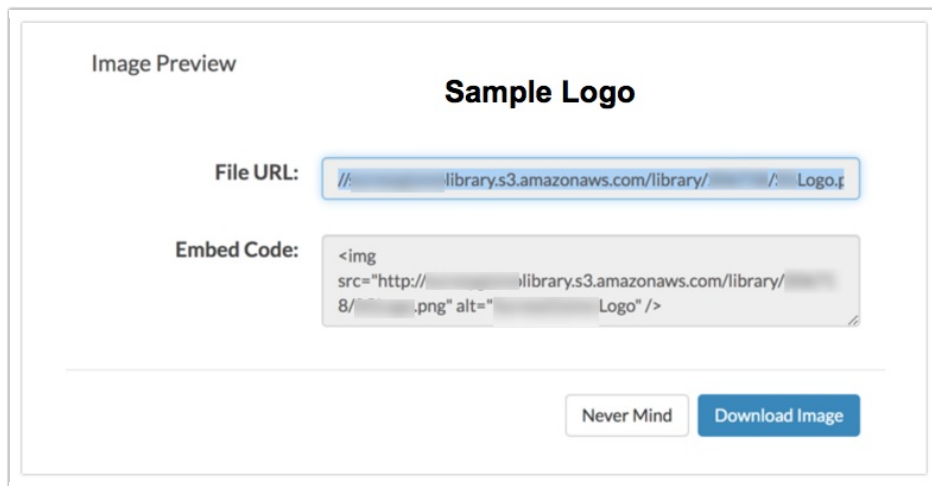 Image Preview
Sample Logo
File URL:
// library.s3.amazonaws.com/library/ / Logo.p
Embed Code:
<img
src="http:// library.s3.amazonaws.com/library/
8/ .png" alt=" Logo" />
Never Mind
Download Image